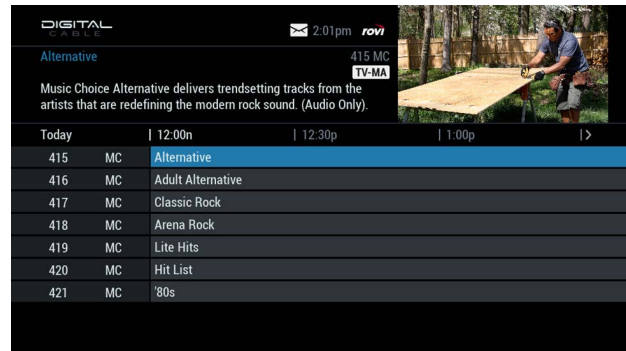 DIGITAL
CABLE
2:01pm rovi
Alternative 415 MC
TV-MA
Music Choice Alternative delivers trendsetting tracks from the
artists that are redefining the modern rock sound. (Audio Only).
Today | 12:00n | 12:30p | 1:00p |>
415 MC Alternative
416 MC Adult Alternative
417 MC Classic Rock
418 MC Arena Rock
419 MC Lite Hits
420 MC Hit List
421 MC '80s